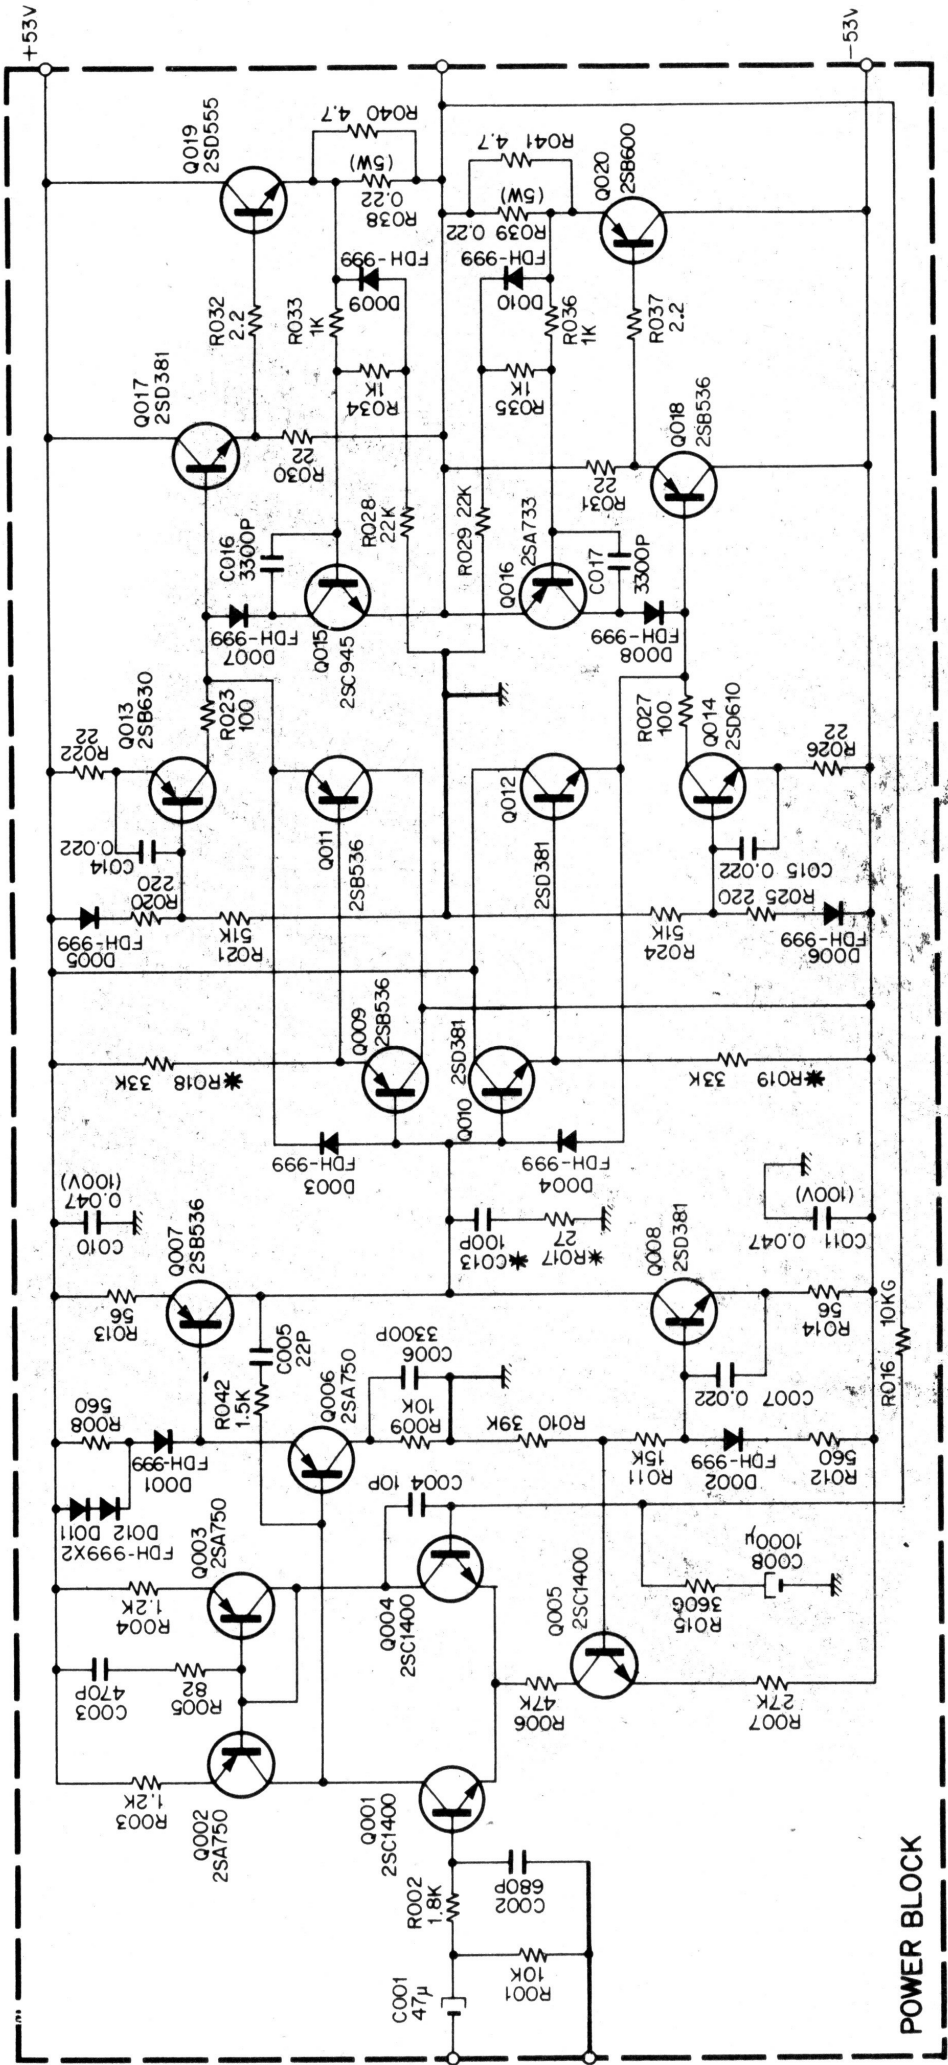 +53V
-53V
Q019
2SD555
R040
4.7
(5W)
0.22
R038
R041 4.7
(5W)
0.22
R039
Q020
2SB600
R032
2.2
R033
1K
FDH-999
D009
FDH-999
D010
R036
1K
R037
2.2
Q017
2SD381
R030
22
1K
R034
1K
R035
Q018
2SB536
22
R031
C016
3300P
R028
22K
R029 22K
2SA733
Q016
C017
3300P
FDH-999
D007
Q015
2SC945
FDH-999
D008
R023
100
Q013
2SB630
22
R022
R027
100
Q014
2SD610
22
R026
0.022
C014
220
R020
Q011
2SB536
Q012
2SD381
C015
0.022
R025 220
FDH-999
D005
51K
R021
51K
R024
FDH-999
D006
Q009
2SB536
2SD381
Q010
33K
✱R018
33K
✱R019
FDH-999
D003
FDH-999
D004
0.047
(100V)
C010
100P
✱C013
27
✱R017
(100V)
C011
0.047
Q007
2SB536
Q008
2SD381
56
R013
56
R014
10KG
R016
C005
22P
R042
1.5K
3300P
C006
C007 0.022
560
R008
FDH-999
D001
Q006
2SA750
10K
R009
39K
R010
15K
R011
FDH-999
D002
560
R012
D011
D012
FDH-999X2
C004 10P
Q003
2SA750
1.2K
R004
Q004
2SC1400
Q005
2SC1400
360G
R015
1000μ
C008
470P
C003
82
R005
47K
R006
27K
R007
1.2K
R003
Q002
2SA750
Q001
2SC1400
R002
1.8K
680P
C002
C001
47μ
10K
R001
POWER BLOCK